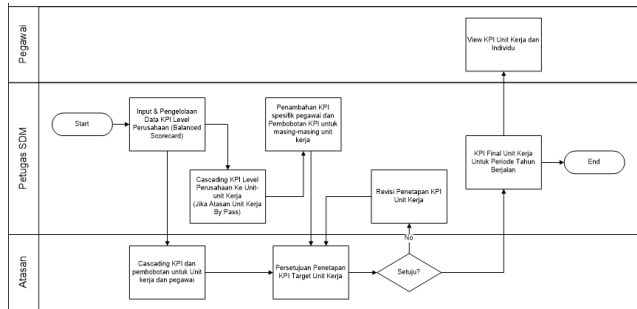 Pegawai
View KPI Unit Kerja dan
Individu
Petugas SDM
Start
Input & Pengelolaan
Data KPI Level
Perusahaan (Balanced
Scorecard)
Penambahan KPI
spesifik pegawai dan
Pembobotan KPI untuk
masing-masing unit
kerja
Cascading KPI Level
Perusahaan Ke Unit-
unit Kerja
(Jika Atasan Unit Kerja
By Pass)
Revisi Penetapan KPI
Unit Kerja
KPI Final Unit Kerja
Untuk Periode Tahun
Berjalan
End
Atasan
Cascading KPI dan
pembobotan untuk Unit
kerja dan pegawai
Persetujuan Penetapan
KPI Target Unit Kerja
Setuju?
No